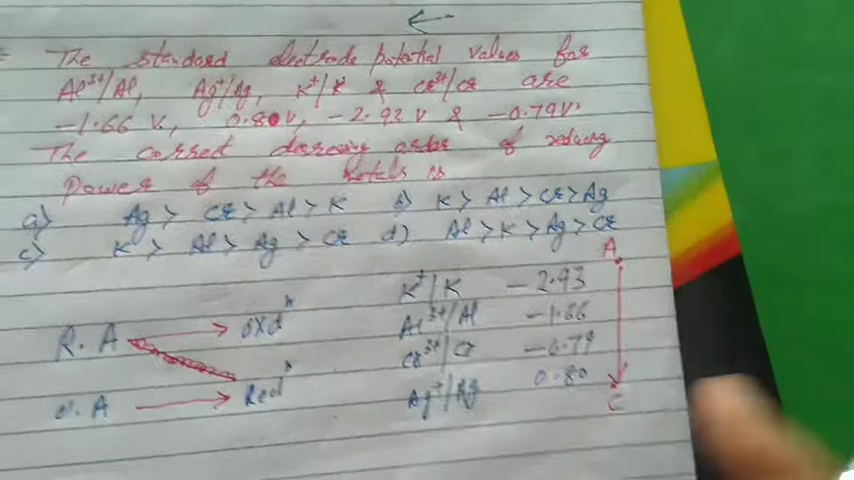 The standard electrode potential values for
Al³⁺/Al, Ag⁺/Ag, K⁺/K & Cr³⁺/Cr are
-1.66 V, 0.80V, -2.92 V & -0.79V.
The correct decreasing order of reducing
Power of the metals is
a) Ag > Cr > Al > K b) K > Al > Cr > Ag
c) K > Al > Ag > Cr d) Al > K > Ag > Cr
A
K⁺/K -2.93
R.A → oxdⁿ Al³⁺/Al -1.66
Cr³⁺/Cr -0.79
O.A → Redⁿ Ag⁺/Ag 0.80
C